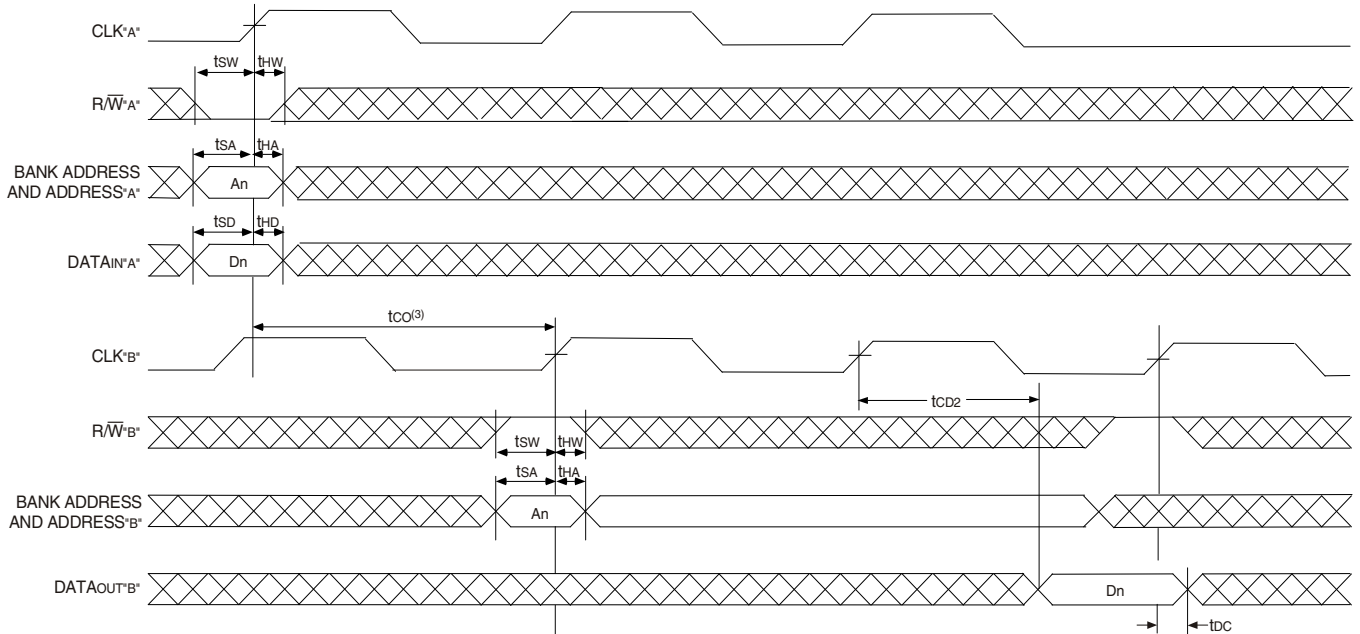 CLK"A"
tSW tHW
R/W̅"A"
tSA tHA
BANK ADDRESS
AND ADDRESS"A"
An
tSD tHD
DATAIN"A"
Dn
tCO(3)
CLK"B"
tCD2
R/W̅"B"
tSW tHW
tSA tHA
BANK ADDRESS
AND ADDRESS"B"
An
DATAOUT"B"
Dn
tDC